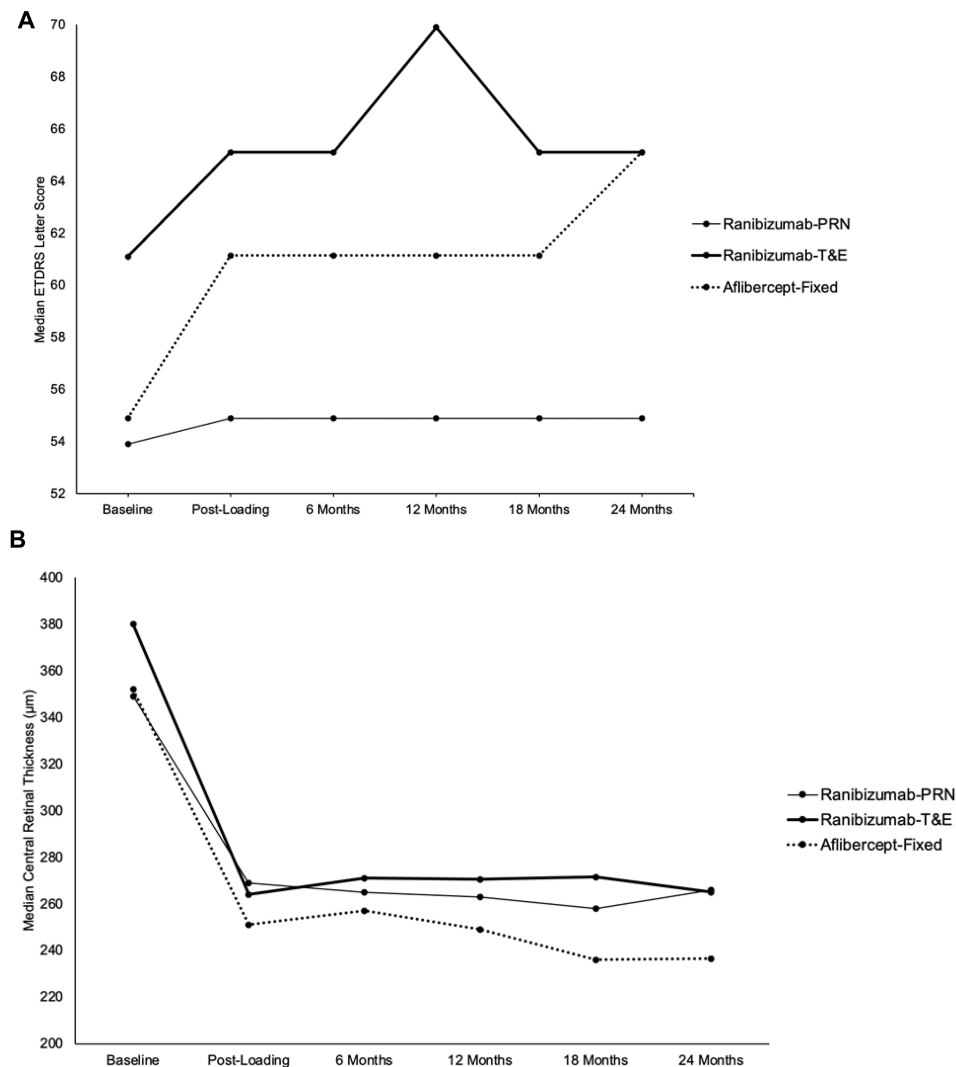 A
Median ETDRS Letter Score
70
68
66
64
62
60
58
56
54
52
Baseline Post-Loading 6 Months 12 Months 18 Months 24 Months
Ranibizumab-PRN
Ranibizumab-T&E
Aflibercept-Fixed
B
Median Central Retinal Thickness (µm)
400
380
360
340
320
300
280
260
240
220
200
Baseline Post-Loading 6 Months 12 Months 18 Months 24 Months
Ranibizumab-PRN
Ranibizumab-T&E
Aflibercept-Fixed